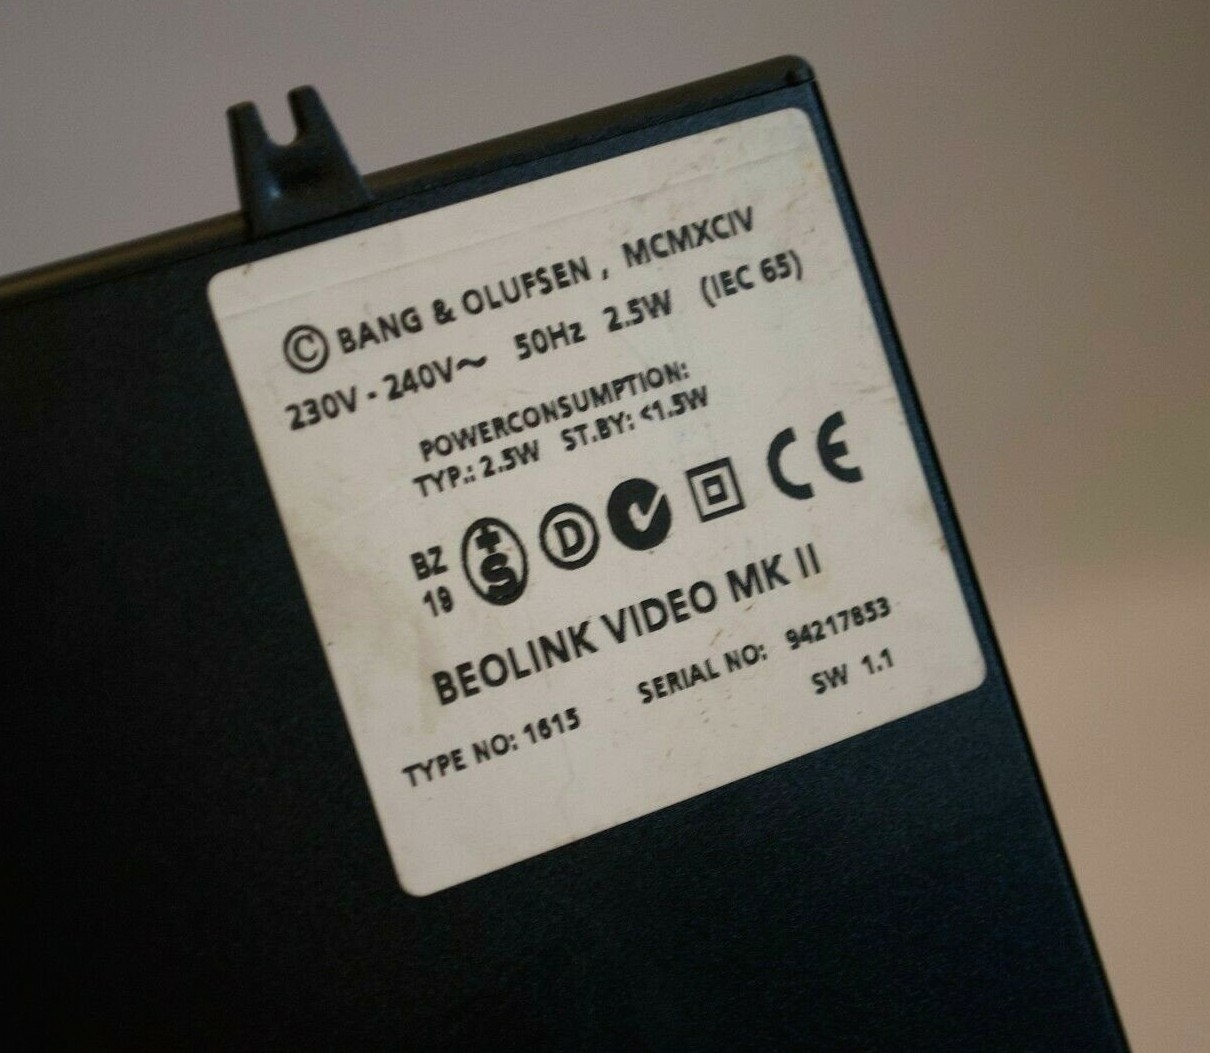 © BANG & OLUFSEN , MCMXCIV
230V - 240V~ 50Hz 2.5W (IEC 65)
POWERCONSUMPTION:
TYP.: 2.5W ST.BY: <1.5W
BZ
19
+S
D
CE
BEOLINK VIDEO MK II
TYPE NO: 1615 SERIAL NO: 94217853
SW 1.1